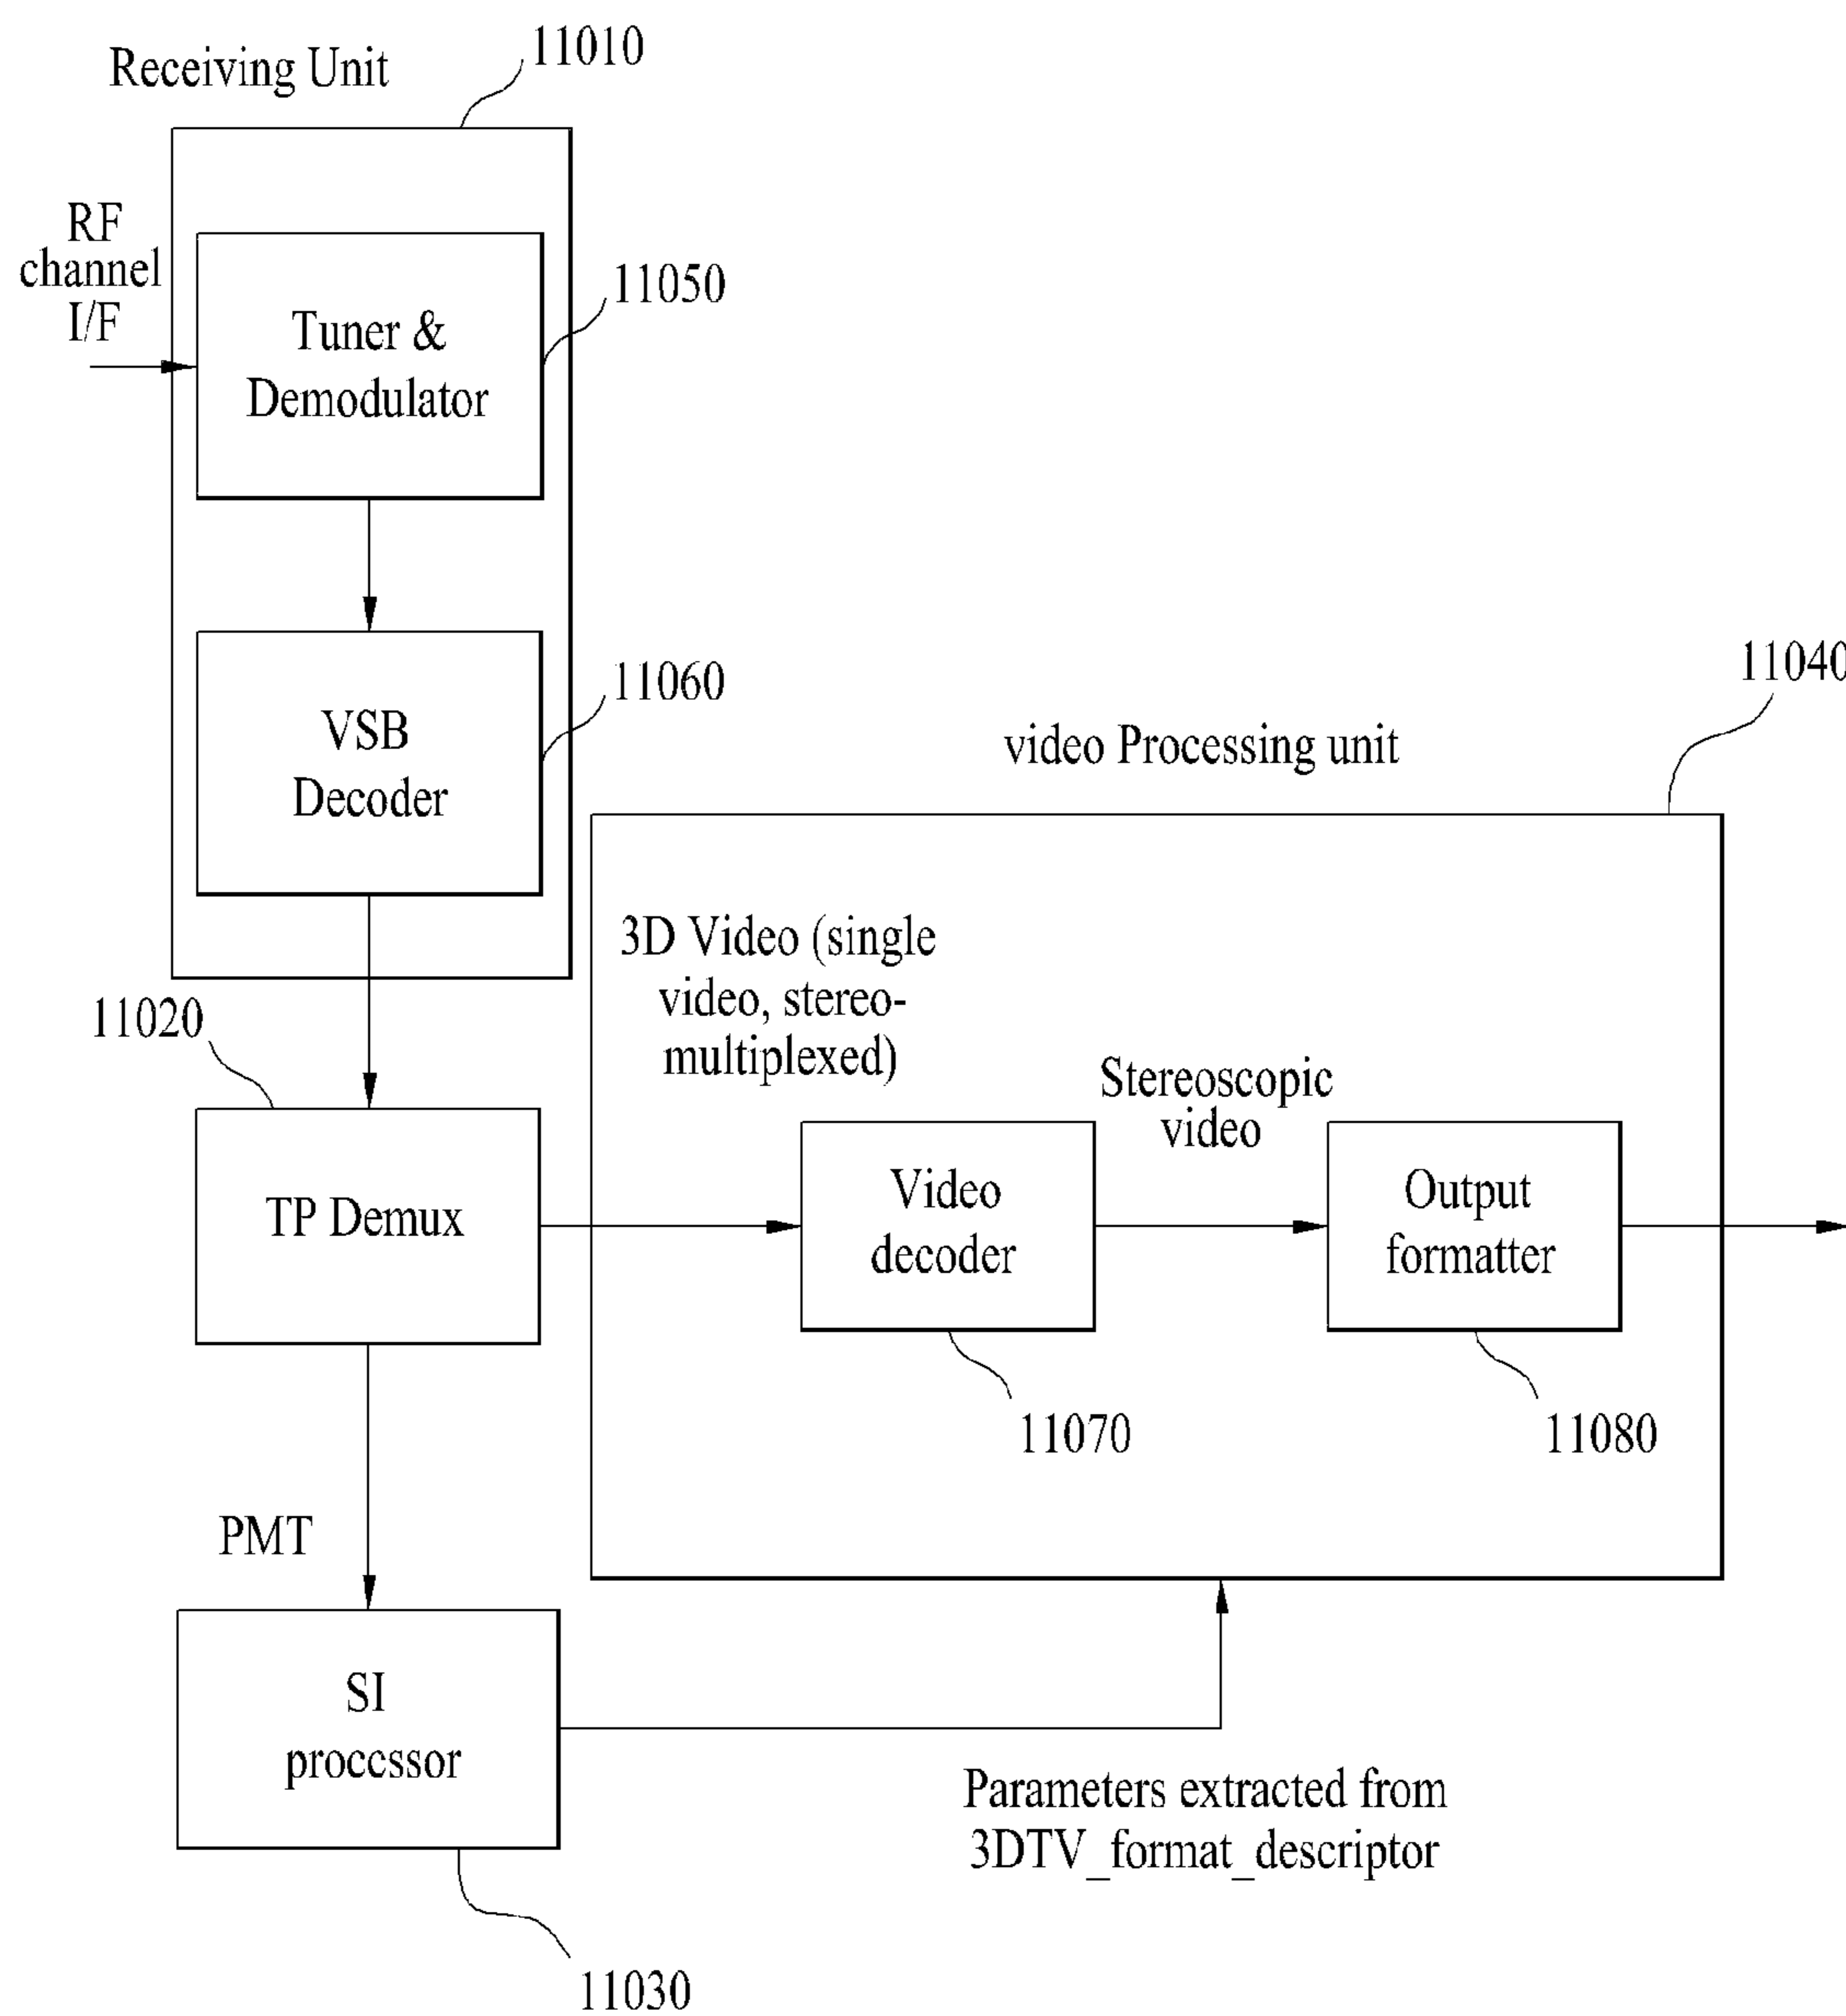 Receiving Unit
11010
RF
channel
I/F
Tuner &
Demodulator
11050
VSB
Decoder
11060
video Processing unit
11040
3D Video (single
video, stereo-
multiplexed)
11020
TP Demux
Stereoscopic
video
Video
decoder
Output
formatter
11070
11080
PMT
SI
processor
Parameters extracted from
3DTV_format_descriptor
11030